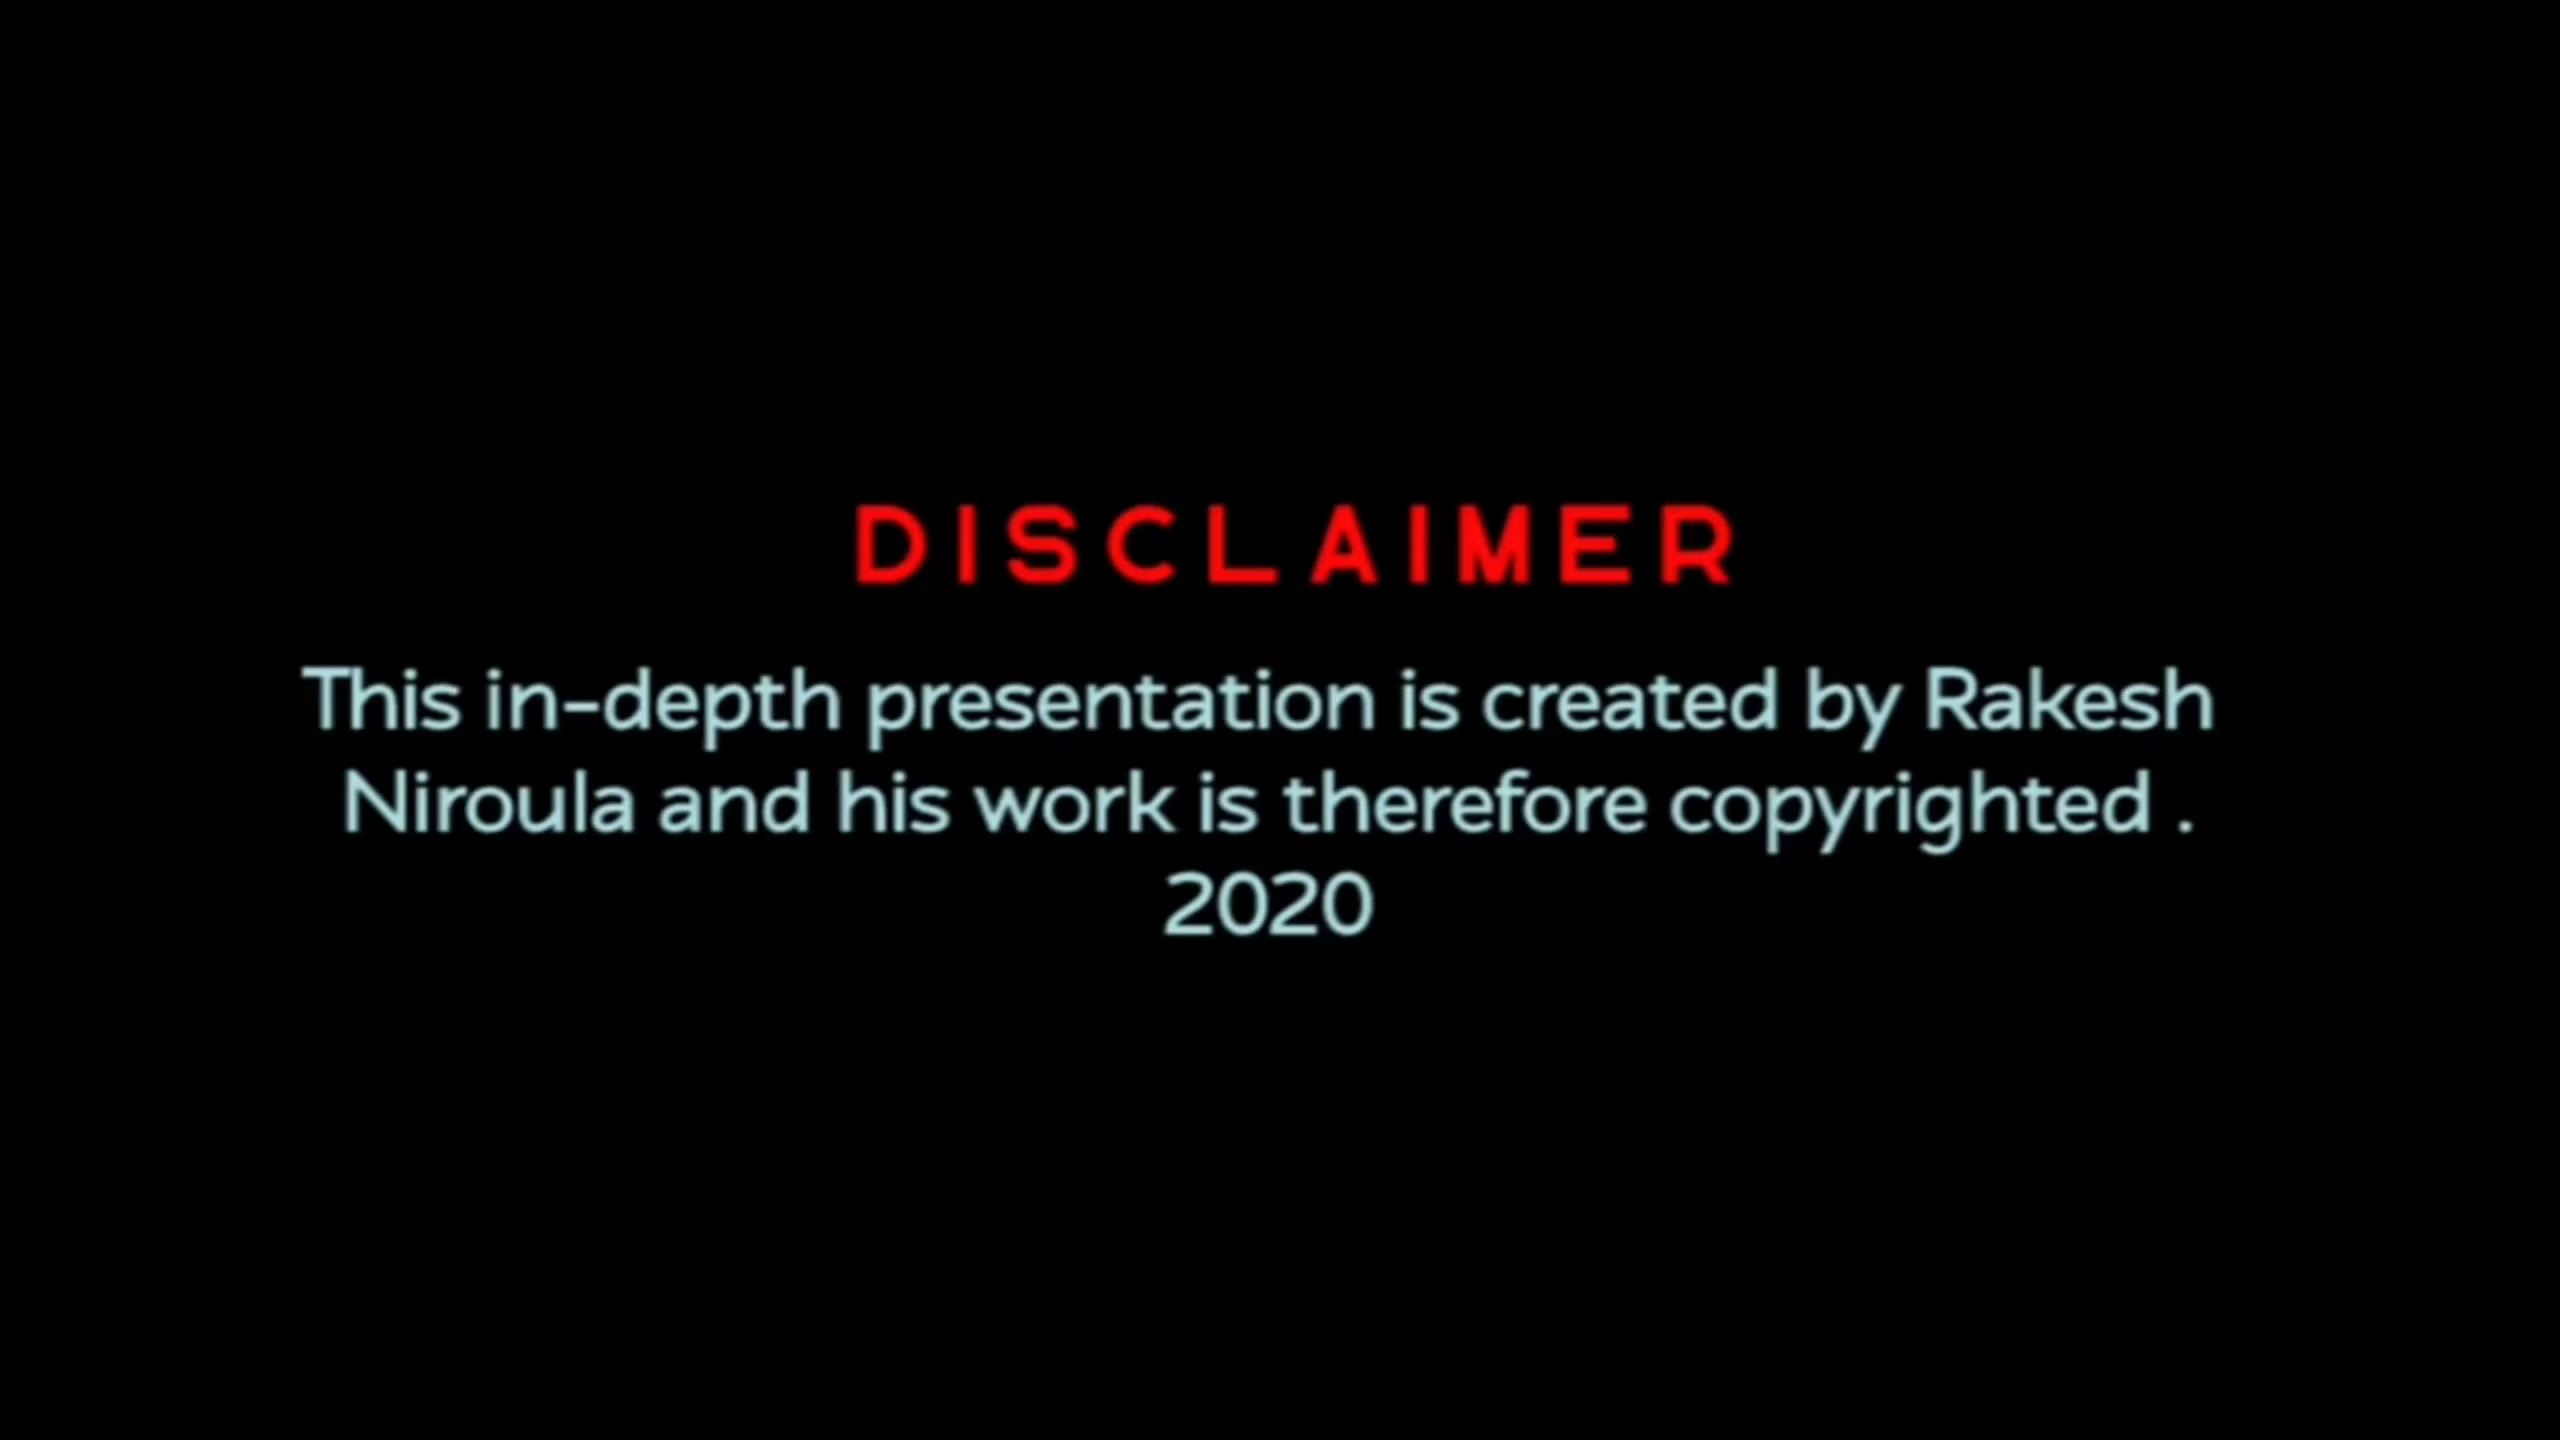 DISCLAIMER
This in-depth presentation is created by Rakesh
Niroula and his work is therefore copyrighted .
2020